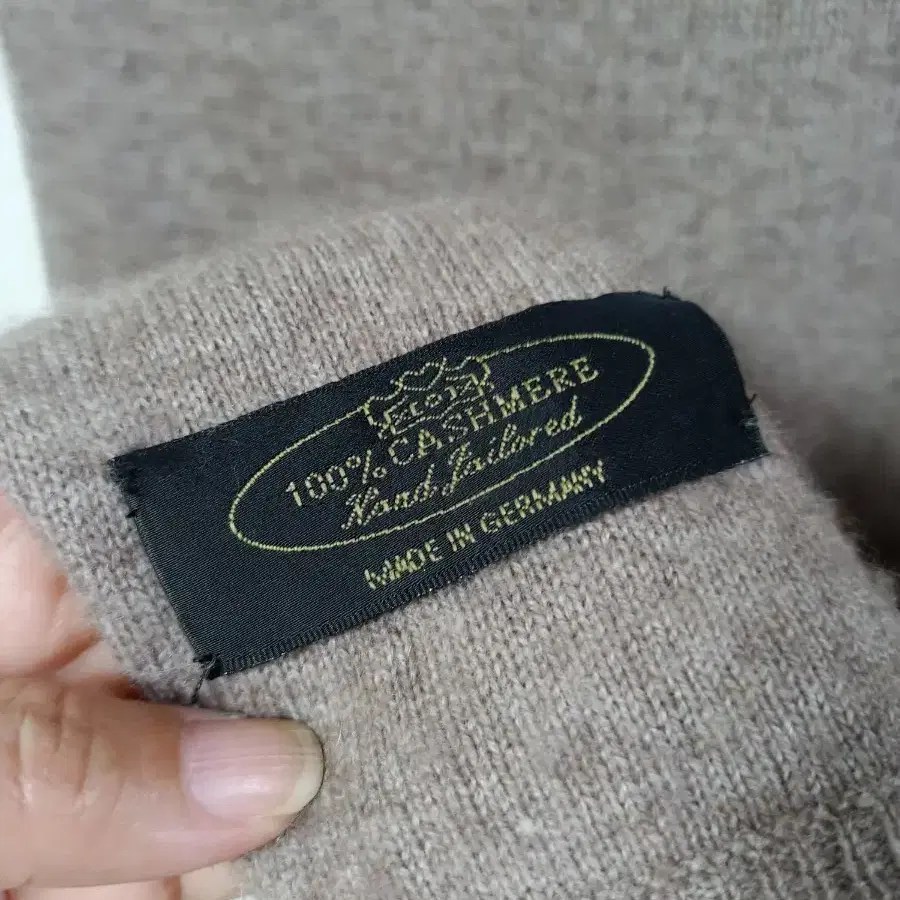 100% CASHMERE
Hand Tailored
MADE IN GERMANY